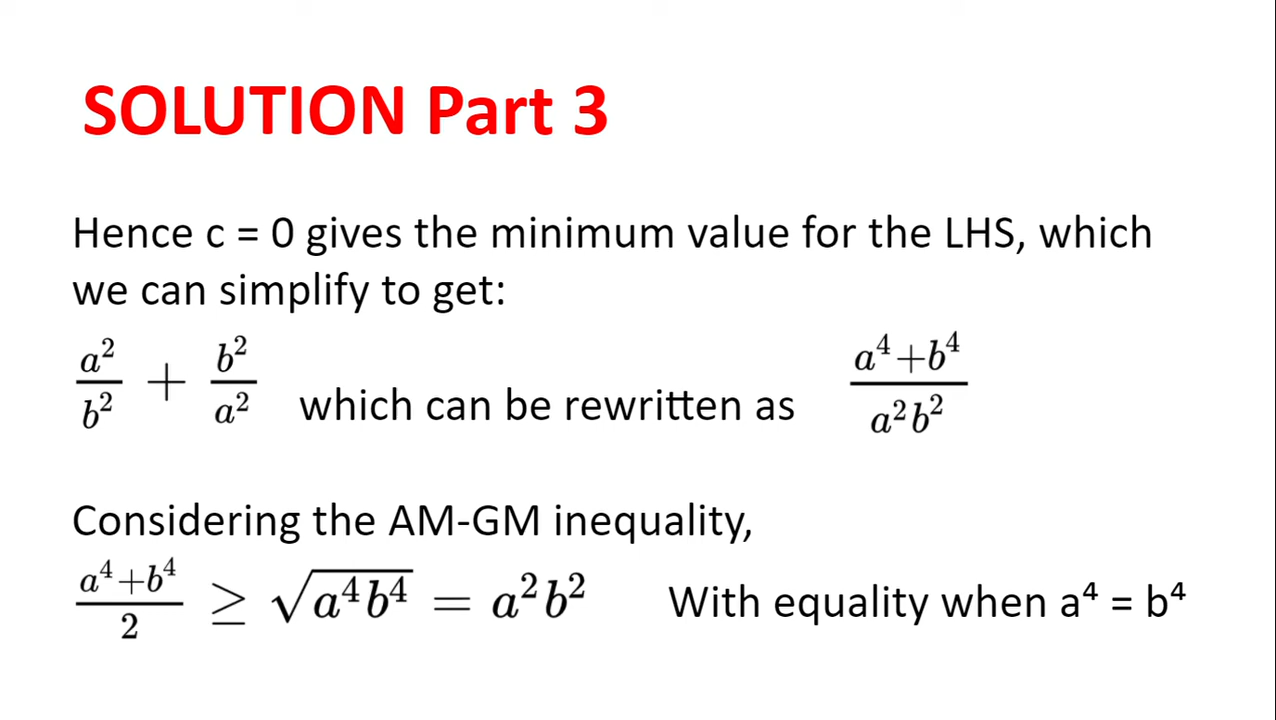 SOLUTION Part 3
Hence c = 0 gives the minimum value for the LHS, which
we can simplify to get:
a²/b² + b²/a² which can be rewritten as (a⁴+b⁴)/(a²b²)
Considering the AM-GM inequality,
(a⁴+b⁴)/2 ≥ √(a⁴b⁴) = a²b² With equality when a⁴ = b⁴